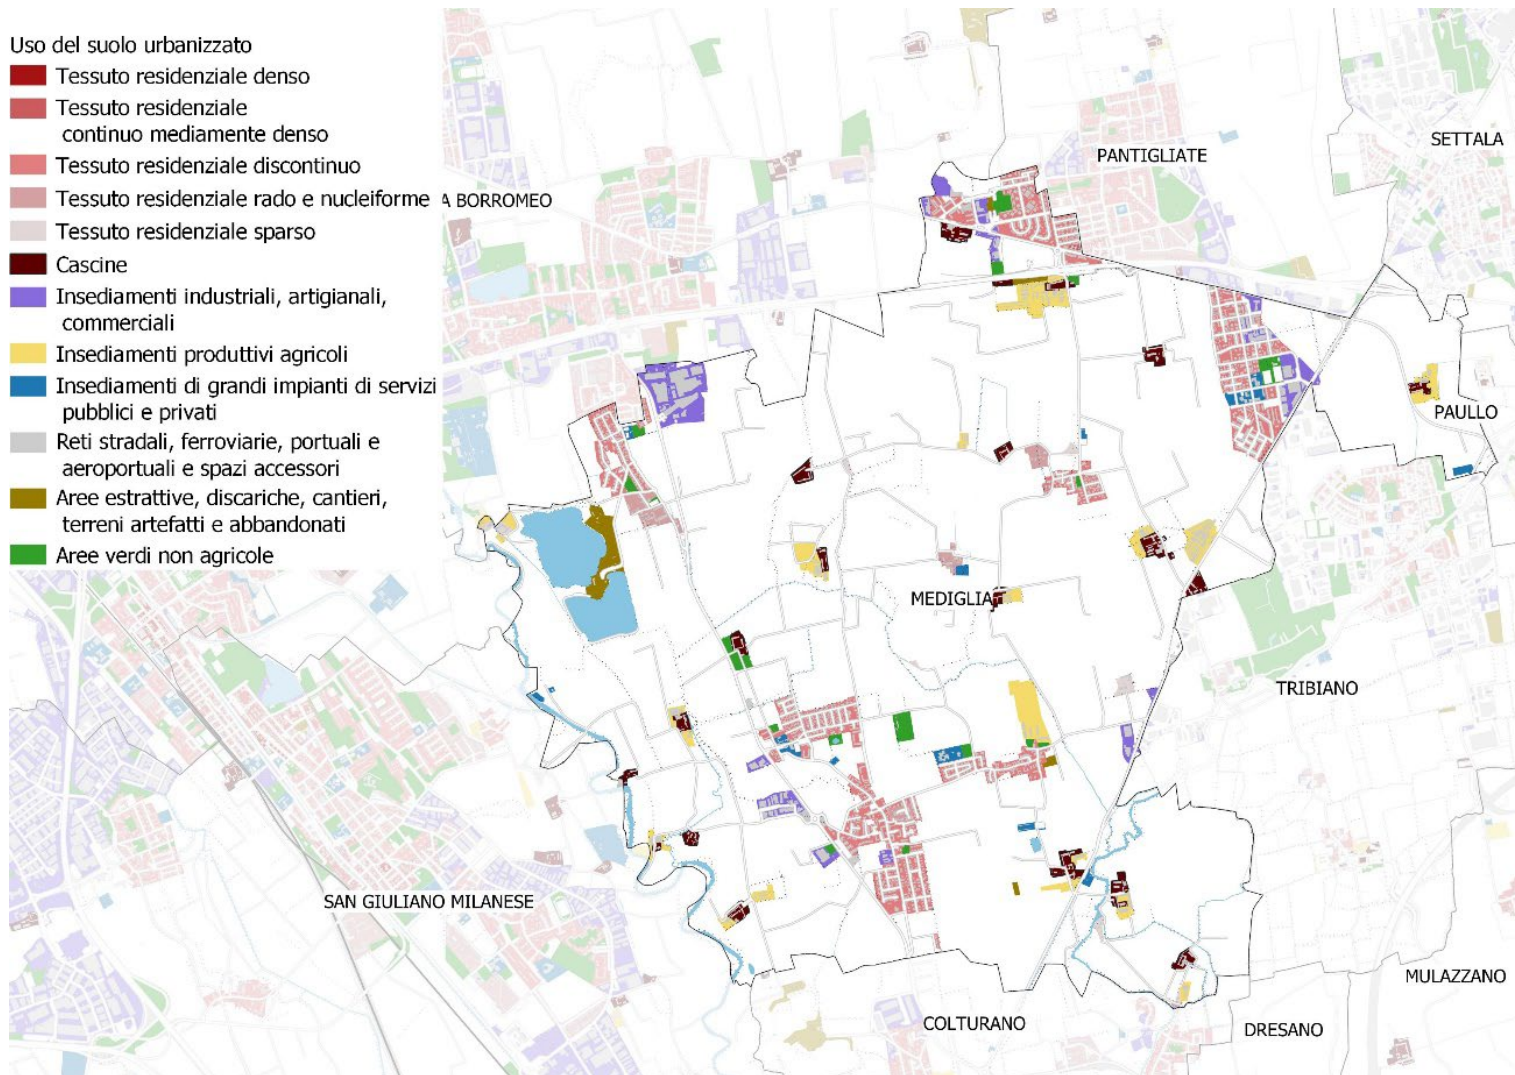 Uso del suolo urbanizzato
Tessuto residenziale denso
Tessuto residenziale
continuo mediamente denso
Tessuto residenziale discontinuo
Tessuto residenziale rado e nucleiforme
Tessuto residenziale sparso
Cascine
Insediamenti industriali, artigianali,
commerciali
Insediamenti produttivi agricoli
Insediamenti di grandi impianti di servizi
pubblici e privati
Reti stradali, ferroviarie, portuali e
aeroportuali e spazi accessori
Aree estrattive, discariche, cantieri,
terreni artefatti e abbandonati
Aree verdi non agricole
SETTALA
PANTIGLIATE
A BORROMEO
PAULLO
MEDIGLIA
TRIBIANO
SAN GIULIANO MILANESE
MULAZZANO
COLTURANO
DRESANO